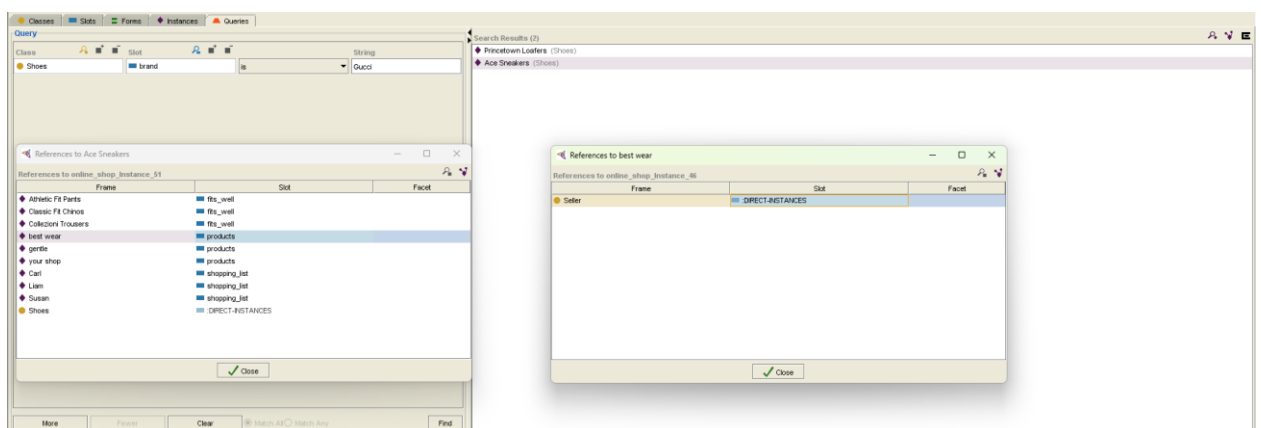 Classes Slots Forms Instances Queries
Query
Class Slot String
Shoes brand is Gucci
Search Results (2)
Princetown Loafers (Shoes)
Ace Sneakers (Shoes)
References to Ace Sneakers
References to online_shop_Instance_51
Frame Slot Facet
Athletic Fit Pants fits_well
Classic Fit Chinos fits_well
Collezioni Trousers fits_well
best wear products
gentle products
your shop products
Carl shopping_list
Liam shopping_list
Susan shopping_list
Shoes :DIRECT-INSTANCES
Close
References to best wear
References to online_shop_Instance_46
Frame Slot Facet
Seller :DIRECT-INSTANCES
Close
More Fewer Clear Match All Match Any Find